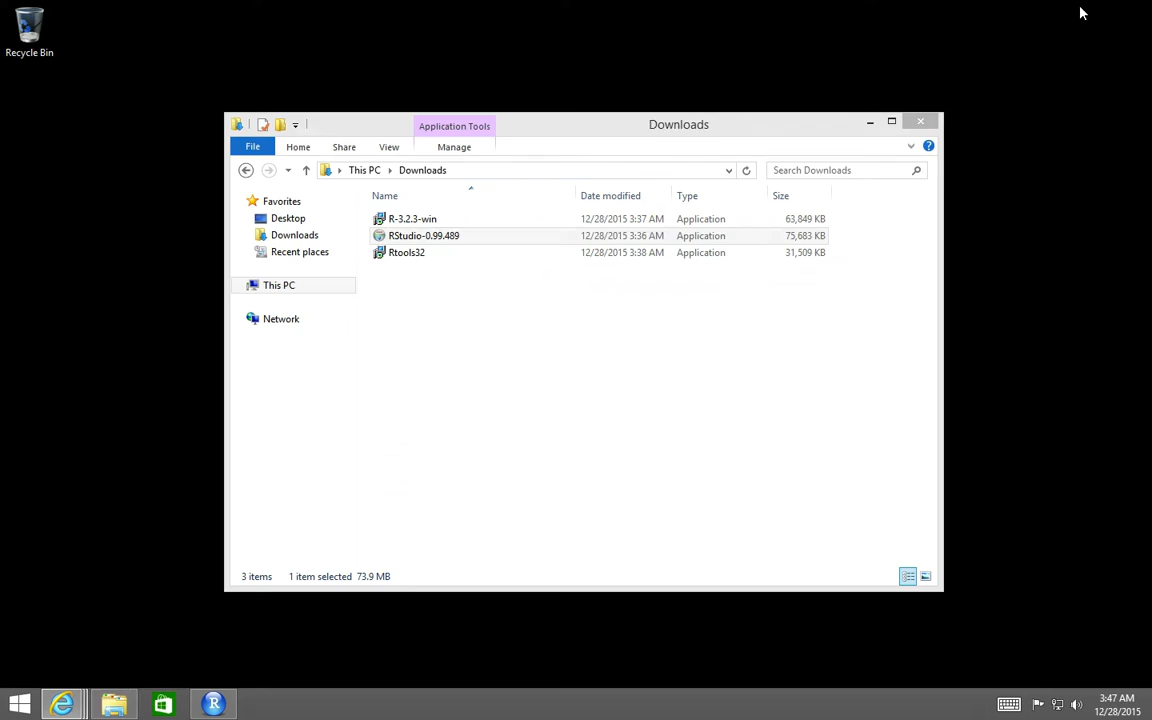 Recycle Bin
Application Tools
Downloads
File Home Share View Manage
This PC Downloads
Search Downloads
Name Date modified Type Size
Favorites
Desktop
Downloads
Recent places
This PC
Network
R-3.2.3-win 12/28/2015 3:37 AM Application 63,849 KB
RStudio-0.99.489 12/28/2015 3:36 AM Application 75,683 KB
Rtools32 12/28/2015 3:38 AM Application 31,509 KB
3 items 1 item selected 73.9 MB
R
3:47 AM
12/28/2015